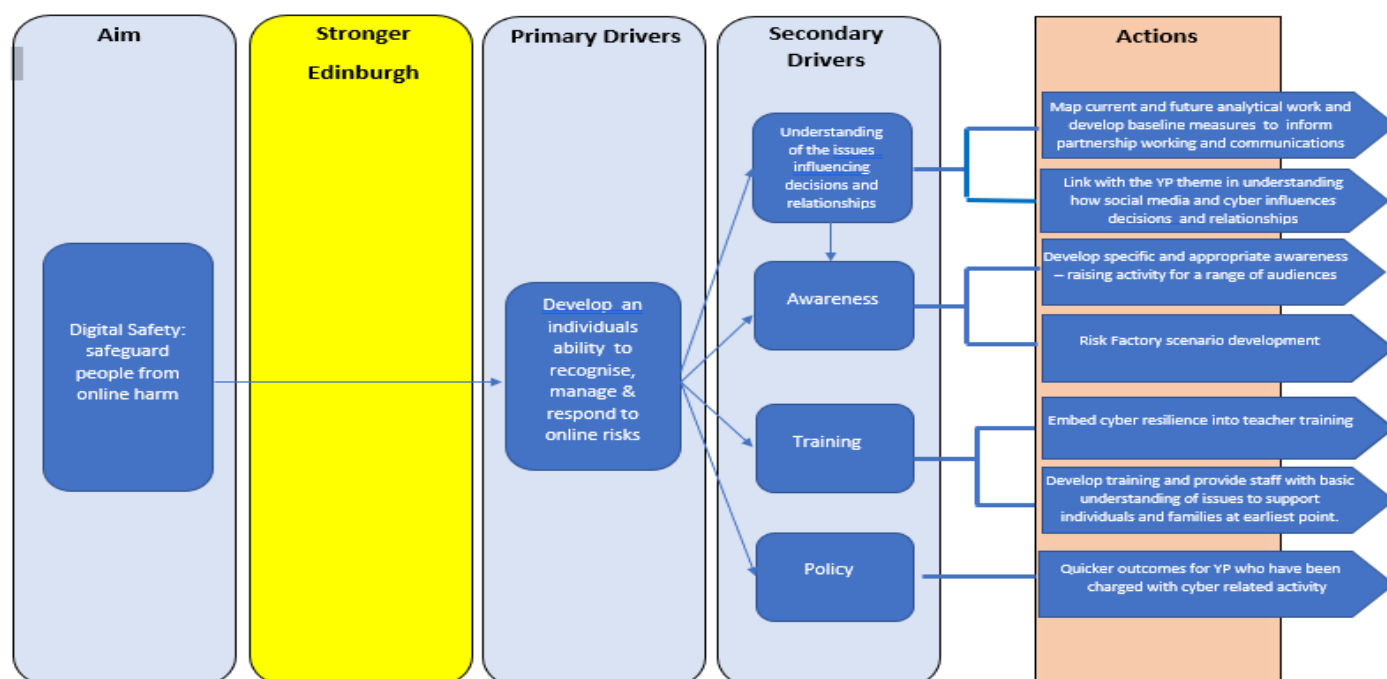 Aim
Stronger
Edinburgh
Primary Drivers
Secondary
Drivers
Actions
Digital Safety:
safeguard
people from
online harm
Develop an
individuals
ability to
recognise,
manage &
respond to
online risks
Understanding
of the issues
influencing
decisions and
relationships
Awareness
Training
Policy
Map current and future analytical work and
develop baseline measures to inform
partnership working and communications
Link with the YP theme in understanding
how social media and cyber influences
decisions and relationships
Develop specific and appropriate awareness
– raising activity for a range of audiences
Risk Factory scenario development
Embed cyber resilience into teacher training
Develop training and provide staff with basic
understanding of issues to support
individuals and families at earliest point.
Quicker outcomes for YP who have been
charged with cyber related activity